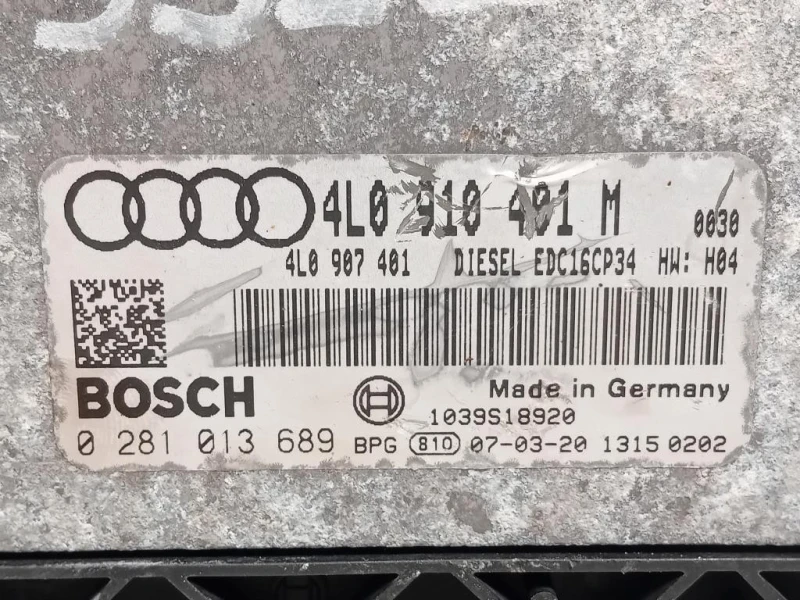 4L0 910 401 M 0030
4L0 907 401 DIESEL EDC16CP34 HW: H04
BOSCH Made in Germany
1039S18920
0 281 013 689 BPG 810 07-03-20 1315 0202